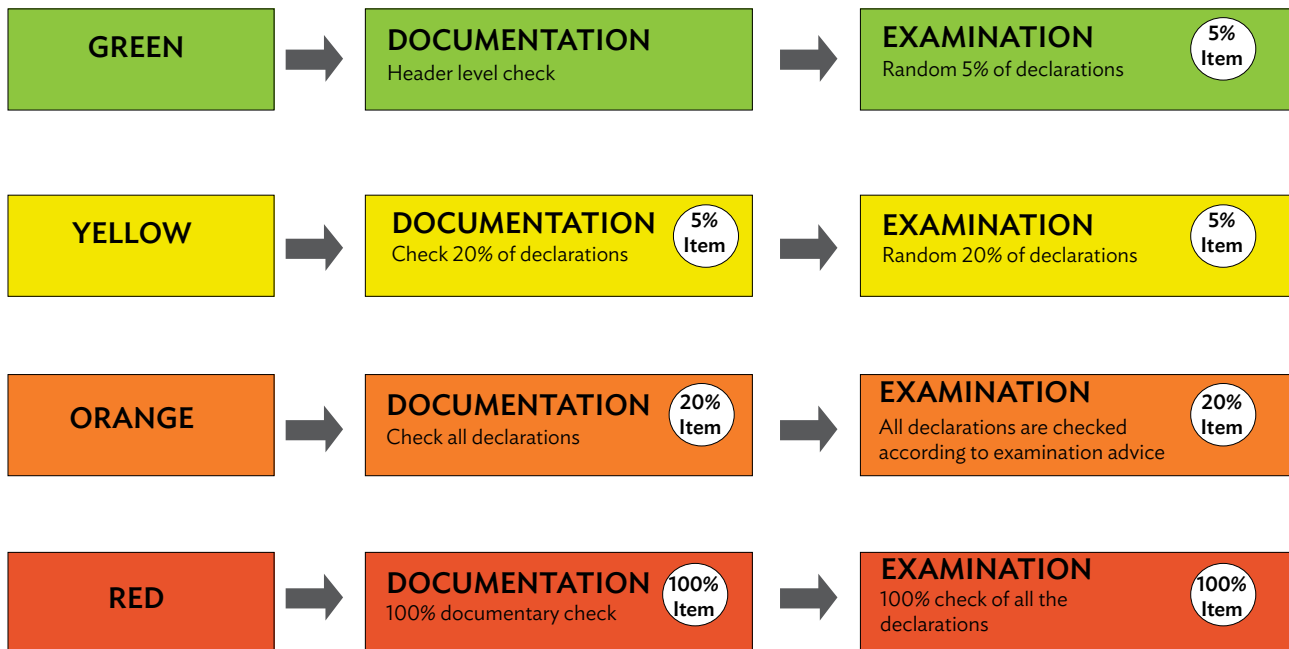 GREEN
DOCUMENTATION
Header level check
EXAMINATION
Random 5% of declarations
5%
Item
YELLOW
DOCUMENTATION
Check 20% of declarations
5%
Item
EXAMINATION
Random 20% of declarations
5%
Item
ORANGE
DOCUMENTATION
Check all declarations
20%
Item
EXAMINATION
All declarations are checked
according to examination advice
20%
Item
RED
DOCUMENTATION
100% documentary check
100%
Item
EXAMINATION
100% check of all the
declarations
100%
Item